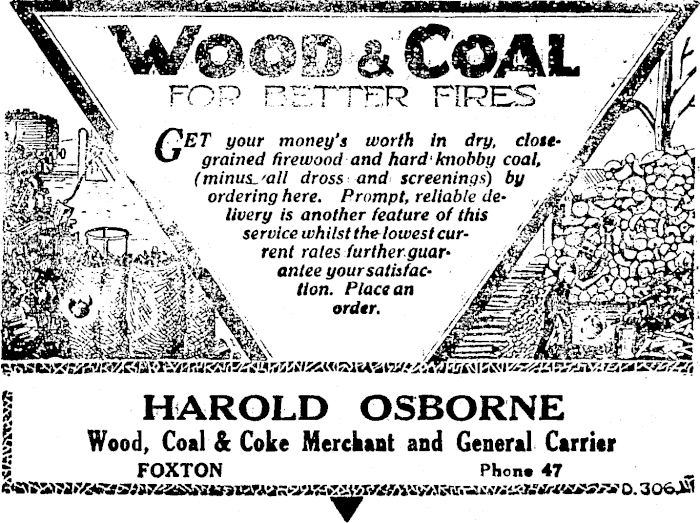 WOOD & COAL
FOR BETTER FIRES
GET your money's worth in dry, close-
grained firewood and hard knobby coal,
(minus all dross and screenings) by
ordering here. Prompt, reliable de-
livery is another feature of this
service whilst the lowest cur-
rent rates further guar-
antee your satisfac-
tion. Place an
order.
HAROLD OSBORNE
Wood, Coal & Coke Merchant and General Carrier
FOXTON Phone 47
D.306